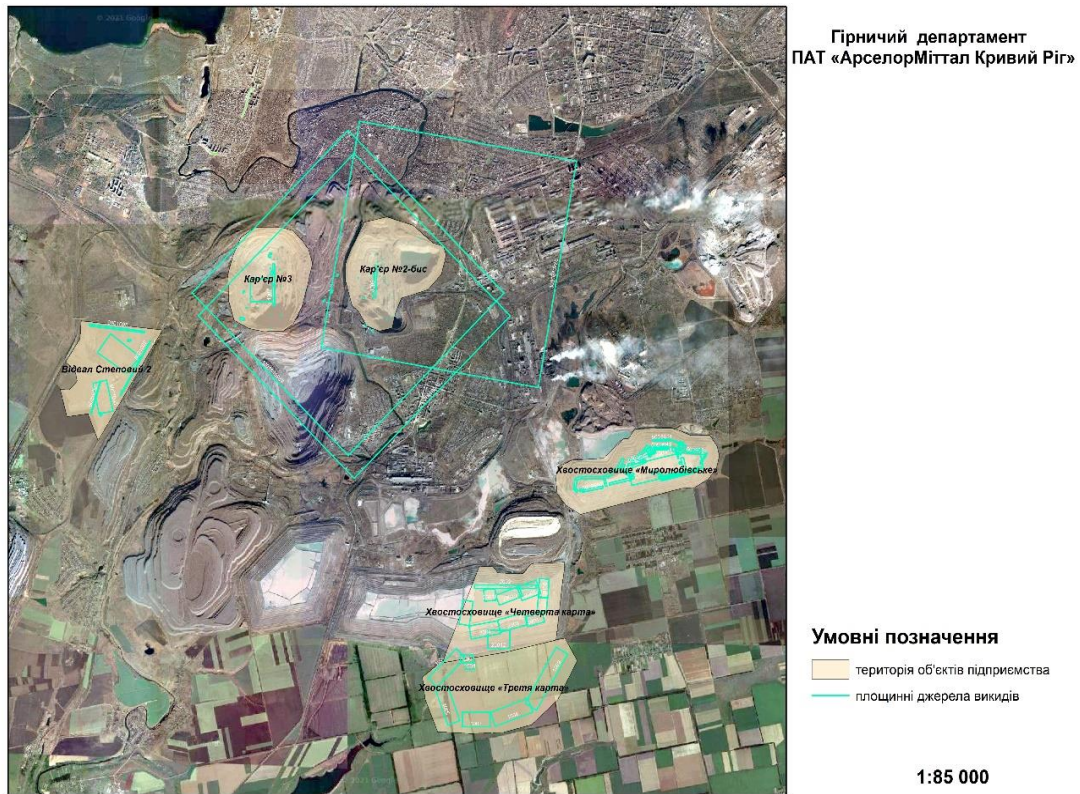 Гірничий департамент
ПАТ «АрселорМіттал Кривий Ріг»
Кар'єр №3
Кар'єр №2-бис
Відвал Степовий 2
Хвостосховище «Миролюбівське»
Хвостосховище «Четверта карта»
Хвостосховище «Третя карта»
Умовні позначення
територія об'єктів підприємства
площинні джерела викидів
1:85 000